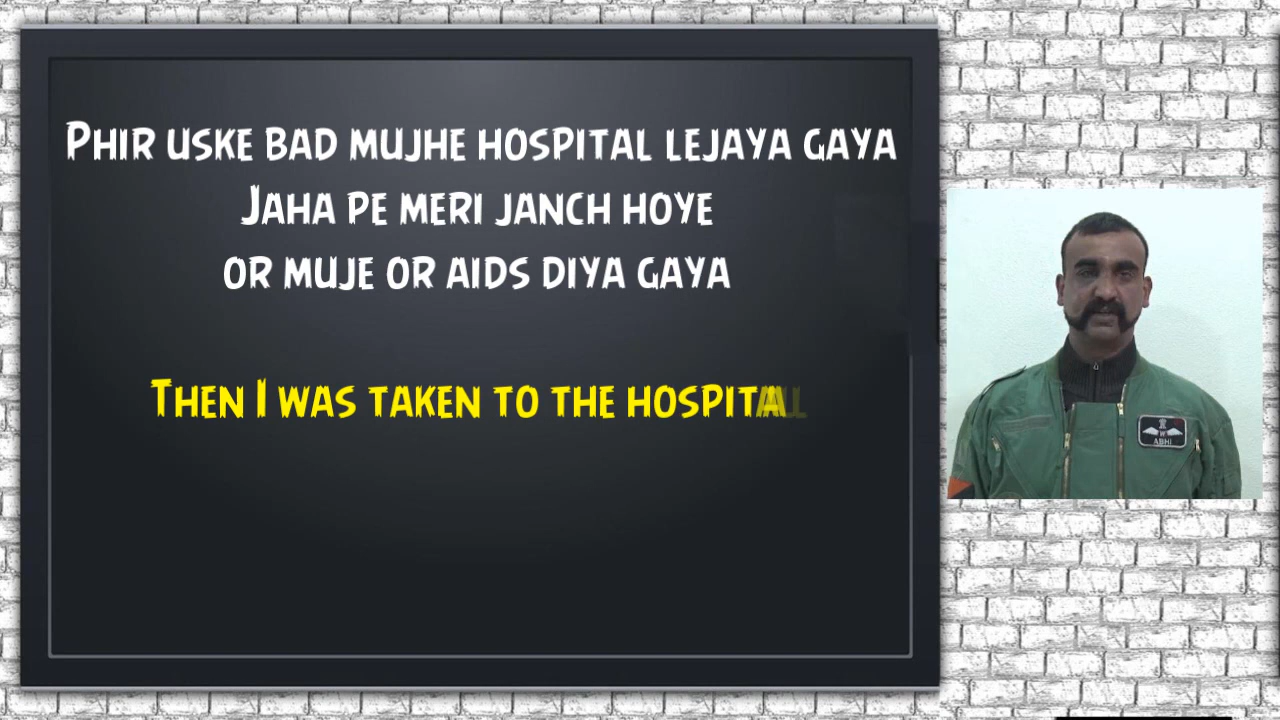 Phir uske bad mujhe hospital lejaya gaya
Jaha pe meri janch hoye
or muje or aids diya gaya
Then I was taken to the hospital
ABHI